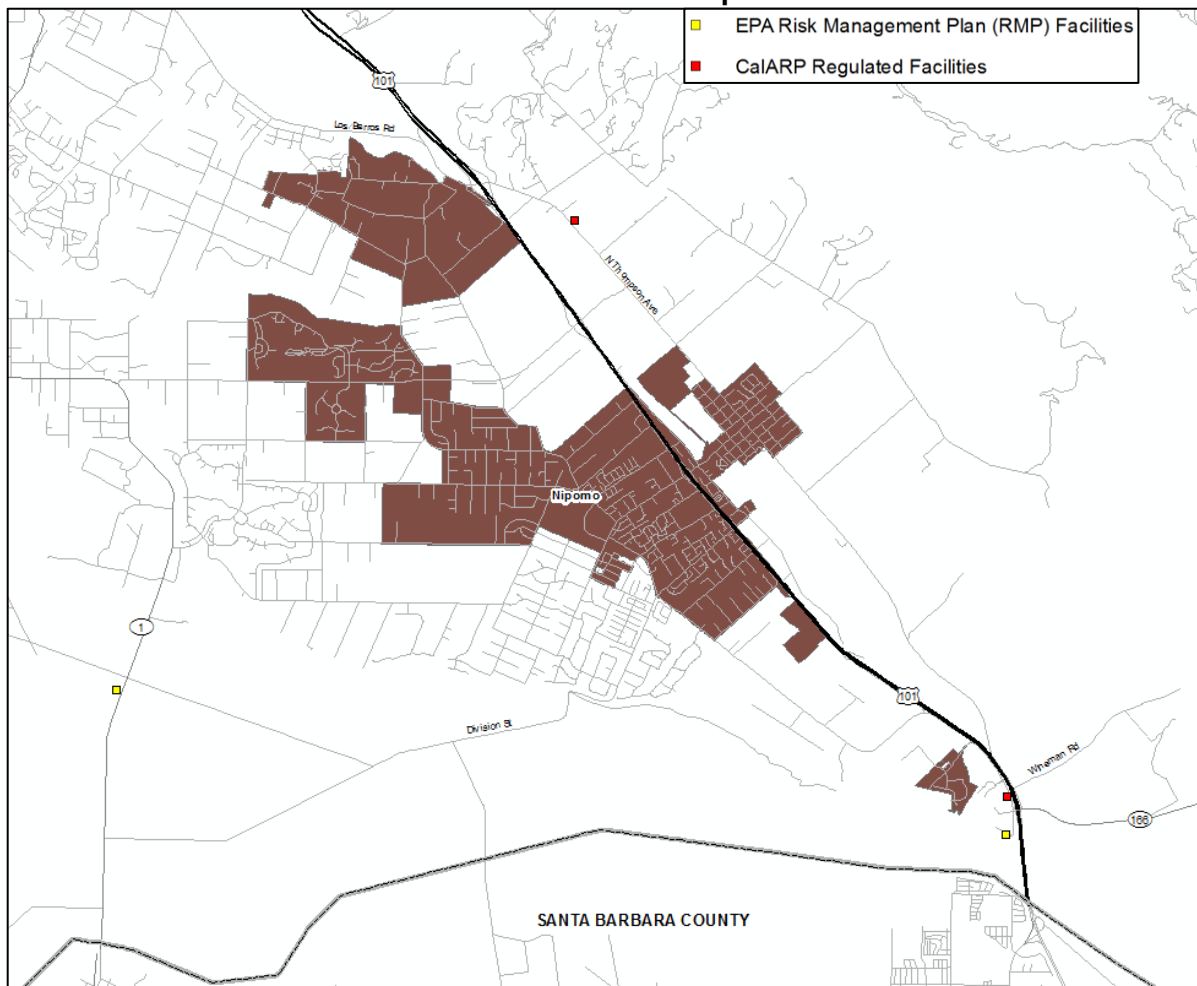 EPA Risk Management Plan (RMP) Facilities
CalARP Regulated Facilities
101
Los Berros Rd
N Thompson Ave
Nipomo
1
101
Division St
Wineman Rd
166
SANTA BARBARA COUNTY